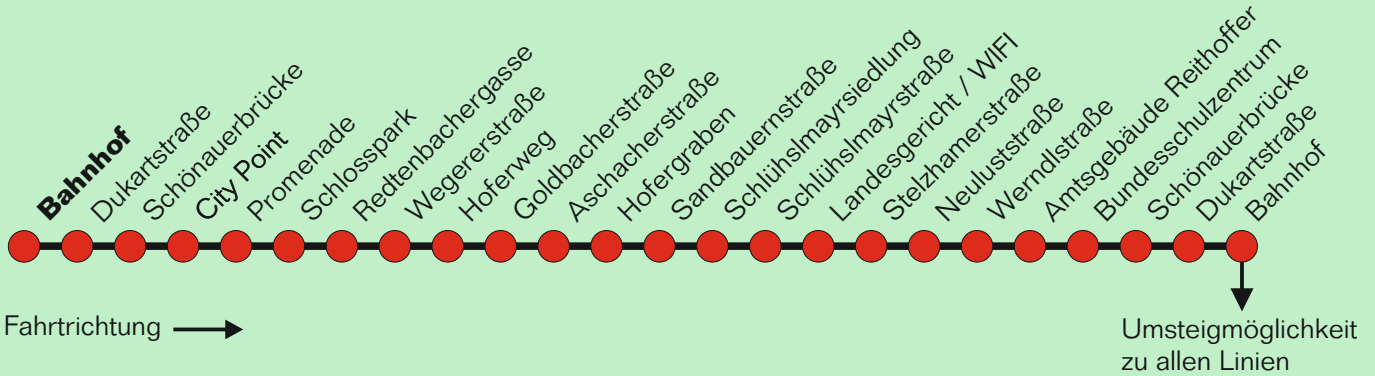 Bahnhof
Dukartstraße
Schönauerbrücke
City Point
Promenade
Schlosspark
Redtenbachergasse
Wegererstraße
Hoferweg
Goldbacherstraße
Aschacherstraße
Hofergraben
Sandbauernstraße
Schlühslmayrsiedlung
Schlühslmayrstraße
Landesgericht / WIFI
Stelzhamerstraße
Neuluststraße
Werndlstraße
Amtsgebäude Reithoffer
Bundesschulzentrum
Schönauerbrücke
Dukartstraße
Bahnhof
Fahrtrichtung
Umsteigmöglichkeit
zu allen Linien